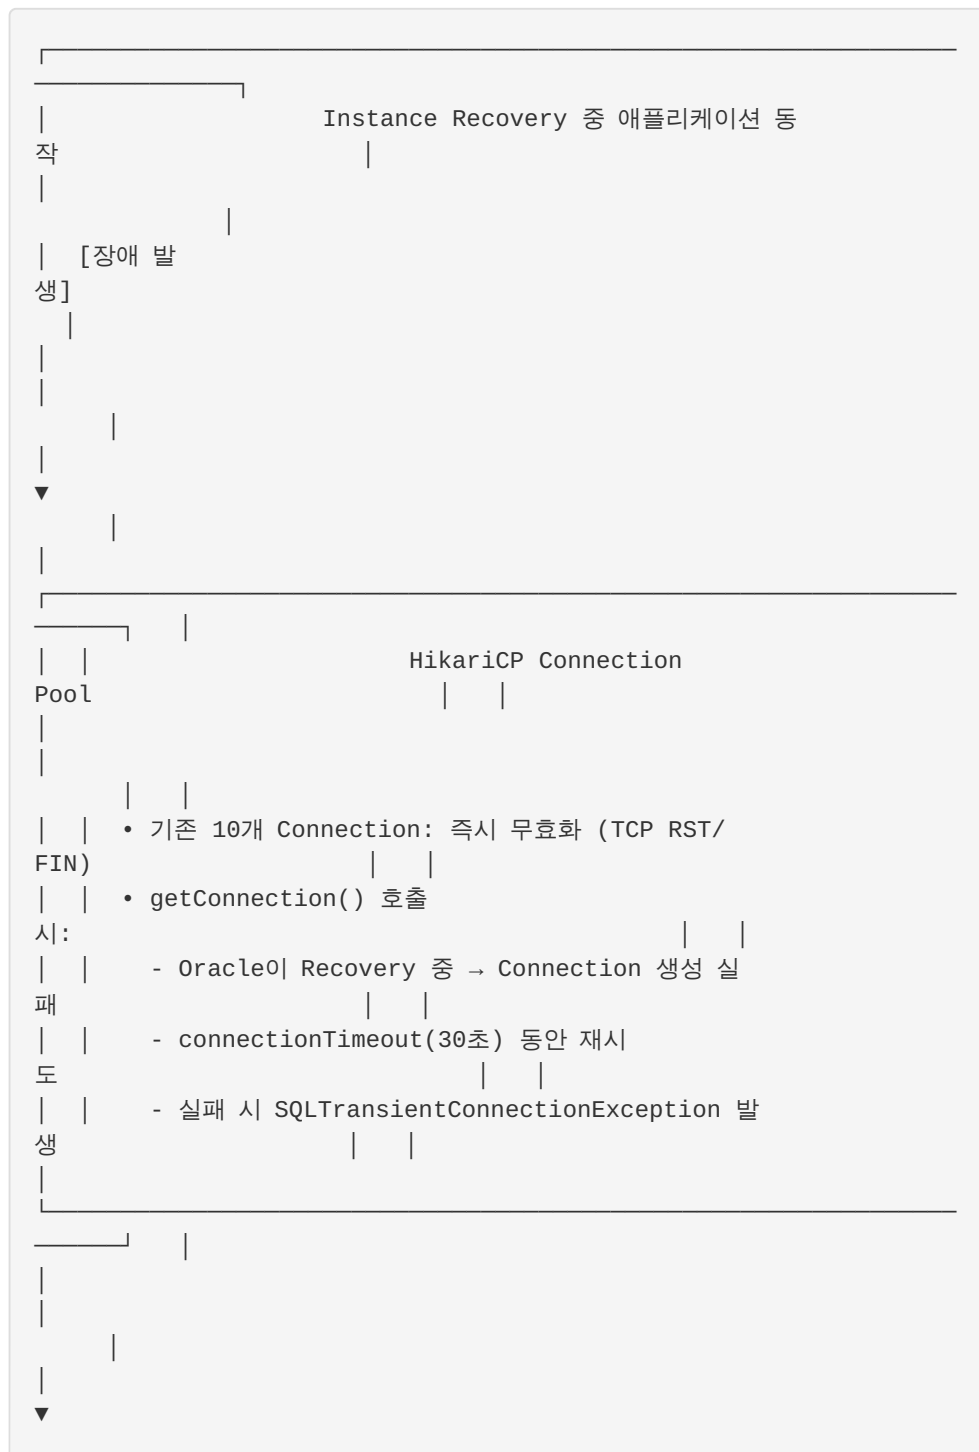 Instance Recovery 중 애플리케이션 동
작
[장애 발
생]
▼
HikariCP Connection
Pool
• 기존 10개 Connection: 즉시 무효화 (TCP RST/
FIN)
• getConnection() 호출
시:
- Oracle이 Recovery 중 → Connection 생성 실
패
- connectionTimeout(30초) 동안 재시
도
- 실패 시 SQLTransientConnectionException 발
생
▼